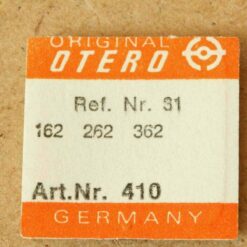 ORIGINAL
OTERO
Ref. Nr. 31
162 262 362
Art.Nr. 410
GERMANY